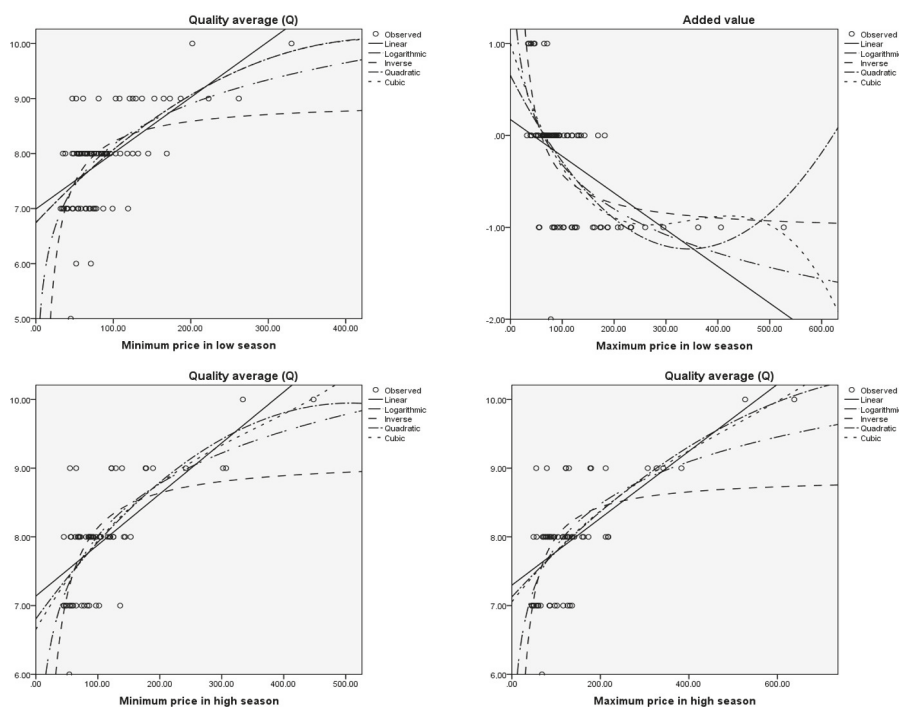 Quality average (Q)
10.00
9.00
8.00
7.00
6.00
5.00
.00
100.00
200.00
300.00
400.00
Minimum price in low season
Observed
Linear
Logarithmic
Inverse
Quadratic
Cubic
Added value
1.00
.00
-1.00
-2.00
.00
100.00
200.00
300.00
400.00
500.00
600.00
Maximum price in low season
Observed
Linear
Logarithmic
Inverse
Quadratic
Cubic
Quality average (Q)
10.00
9.00
8.00
7.00
6.00
.00
100.00
200.00
300.00
400.00
500.00
Minimum price in high season
Observed
Linear
Logarithmic
Inverse
Quadratic
Cubic
Quality average (Q)
10.00
9.00
8.00
7.00
6.00
.00
200.00
400.00
600.00
Maximum price in high season
Observed
Linear
Logarithmic
Inverse
Quadratic
Cubic